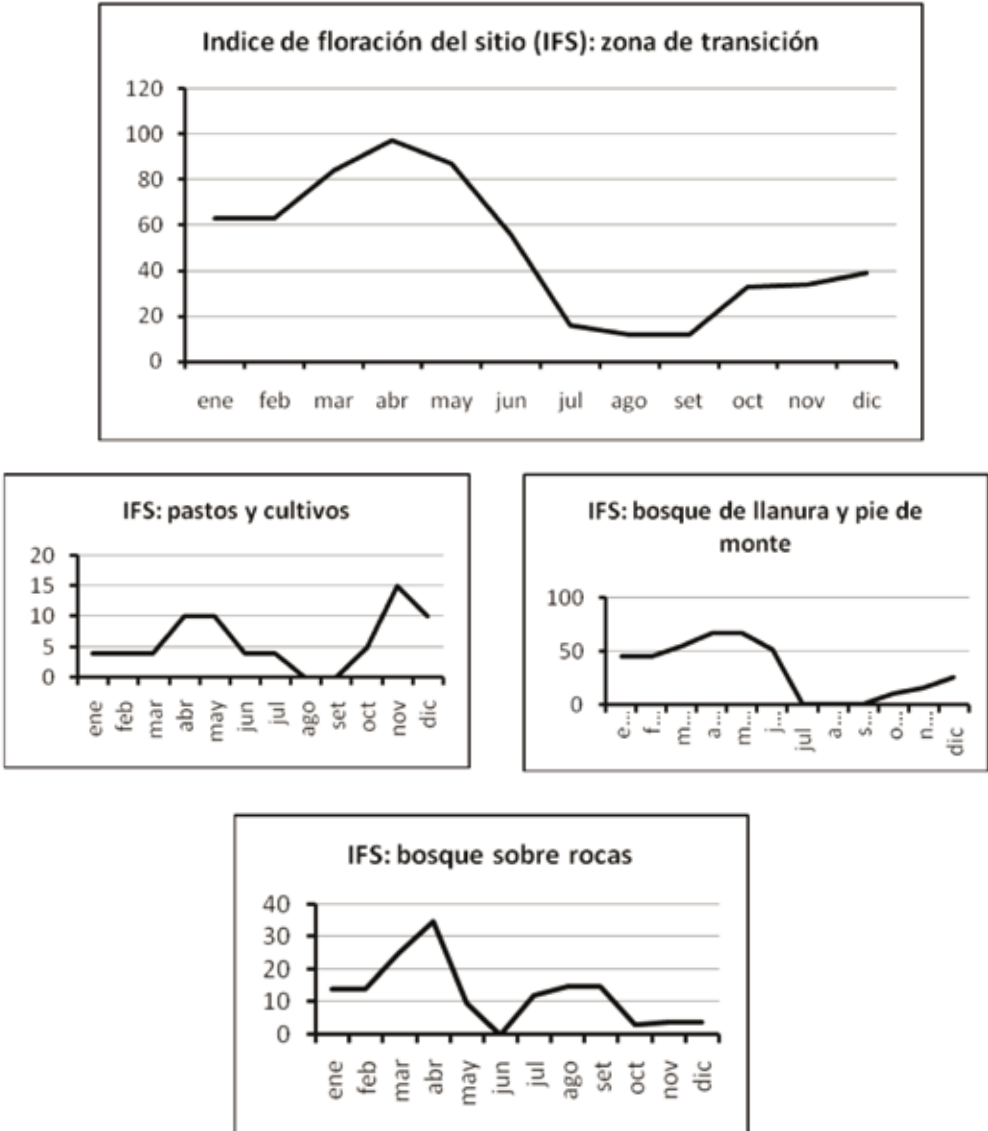 Indice de floración del sitio (IFS): zona de transición
120
100
80
60
40
20
0
ene feb mar abr may jun jul ago set oct nov dic
IFS: pastos y cultivos
20
15
10
5
0
ene feb mar abr may jun jul ago set oct nov dic
IFS: bosque de llanura y pie de
monte
100
50
0
e... f... m... a... m... j... jul a... s... o... n... dic
IFS: bosque sobre rocas
40
30
20
10
0
ene feb mar abr may jun jul ago set oct nov dic